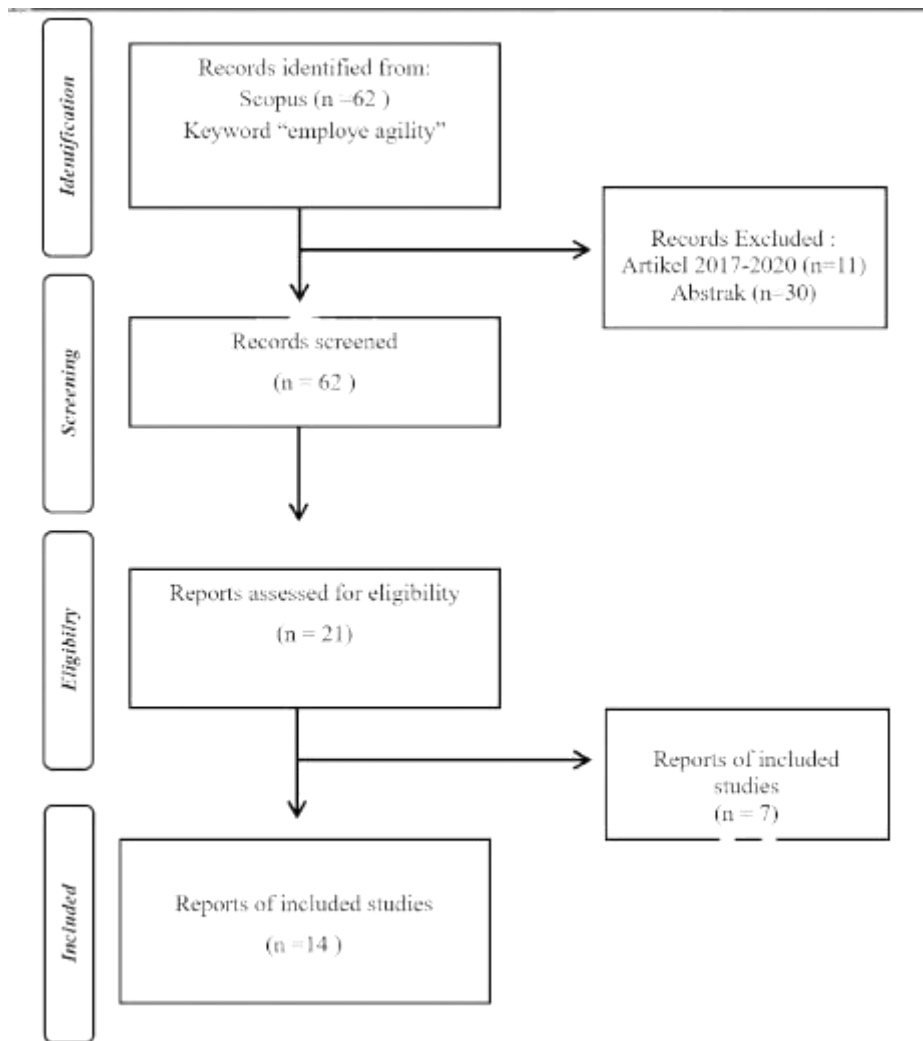 Identification
Records identified from:
Scopus (n =62 )
Keyword “employe agility”
Records Excluded :
Artikel 2017-2020 (n=11)
Abstrak (n=30)
Screening
Records screened
(n = 62 )
Eligibilry
Reports assessed for eligibility
(n = 21)
Reports of included
studies
(n = 7)
Included
Reports of included studies
(n =14 )